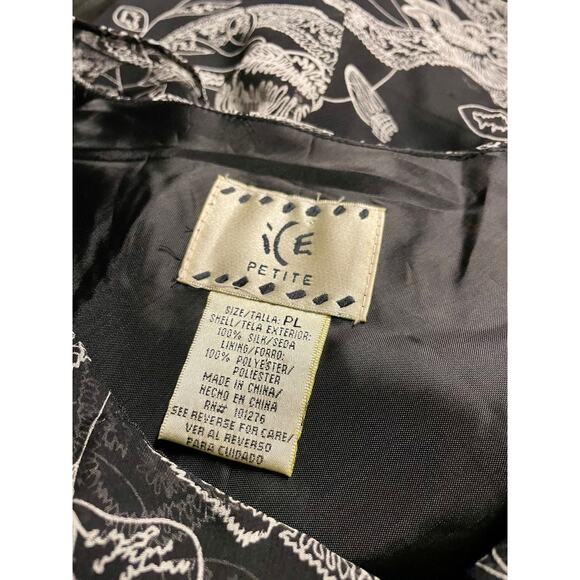 iCE
PETITE
SIZE/TALLA: PL
SHELL/TELA EXTERIOR:
100% SILK/SEDA
LINING/FORRO:
100% POLYESTER/
POLIESTER
MADE IN CHINA/
HECHO EN CHINA
RN# 101276
SEE REVERSE FOR CARE/
VER AL REVERSO
PARA CUIDADO